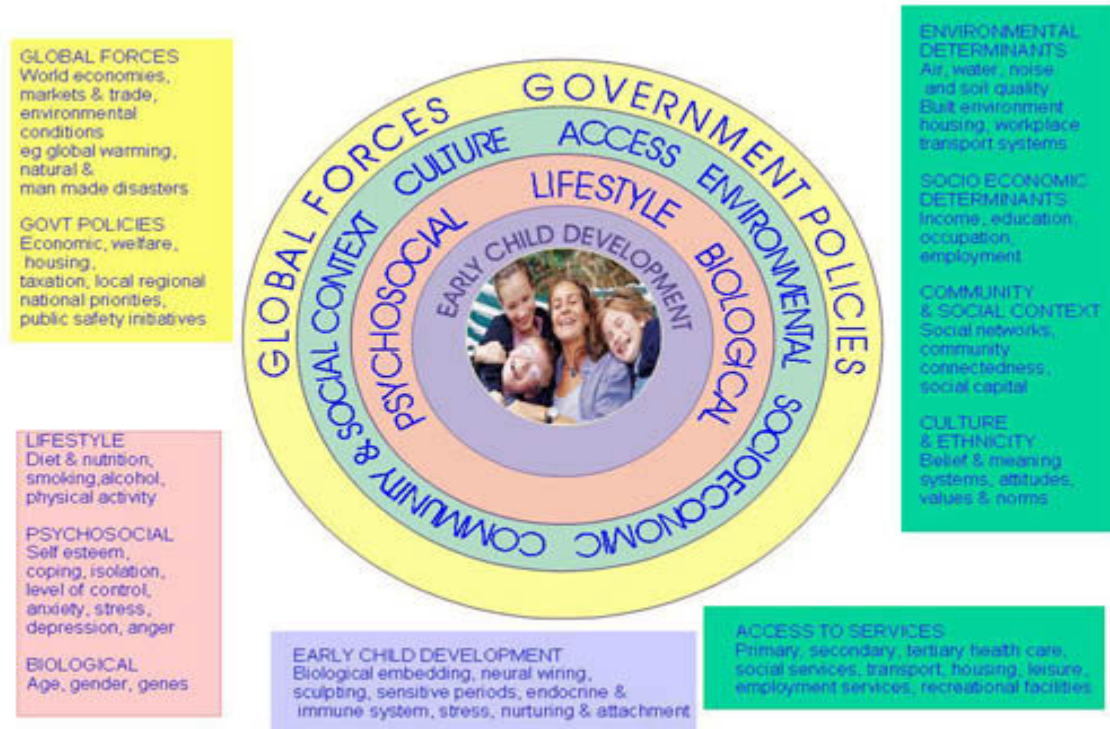 GLOBAL FORCES
World economies,
markets & trade,
environmental
conditions
eg global warming,
natural &
man made disasters
GOVT POLICIES
Economic, welfare,
housing,
taxation, local regional
national priorities,
public safety initiatives
LIFESTYLE
Diet & nutrition,
smoking,alcohol,
physical activity
PSYCHOSOCIAL
Self esteem,
coping, isolation,
level of control,
anxiety, stress,
depression, anger
BIOLOGICAL
Age, gender, genes
GLOBAL FORCES
GOVERNMENT POLICIES
COMMUNITY & SOCIAL CONTEXT
CULTURE
ACCESS
ENVIRONMENTAL
SOCIOECONOMIC
PSYCHOSOCIAL
LIFESTYLE
BIOLOGICAL
EARLY CHILD DEVELOPMENT
EARLY CHILD DEVELOPMENT
Biological embedding, neural wiring,
sculpting, sensitive periods, endocrine &
immune system, stress, nurturing & attachment
ENVIRONMENTAL
DETERMINANTS
Air, water, noise
and soil quality
Built environment
housing, workplace
transport systems
SOCIO ECONOMIC
DETERMINANTS
Income, education,
occupation,
employment
COMMUNITY
& SOCIAL CONTEXT
Social networks,
community
connectedness,
social capital
CULTURE
& ETHNICITY
Belief & meaning
systems, attitudes,
values & norms
ACCESS TO SERVICES
Primary, secondary, tertiary health care,
social services, transport, housing, leisure,
employment services, recreational facilities